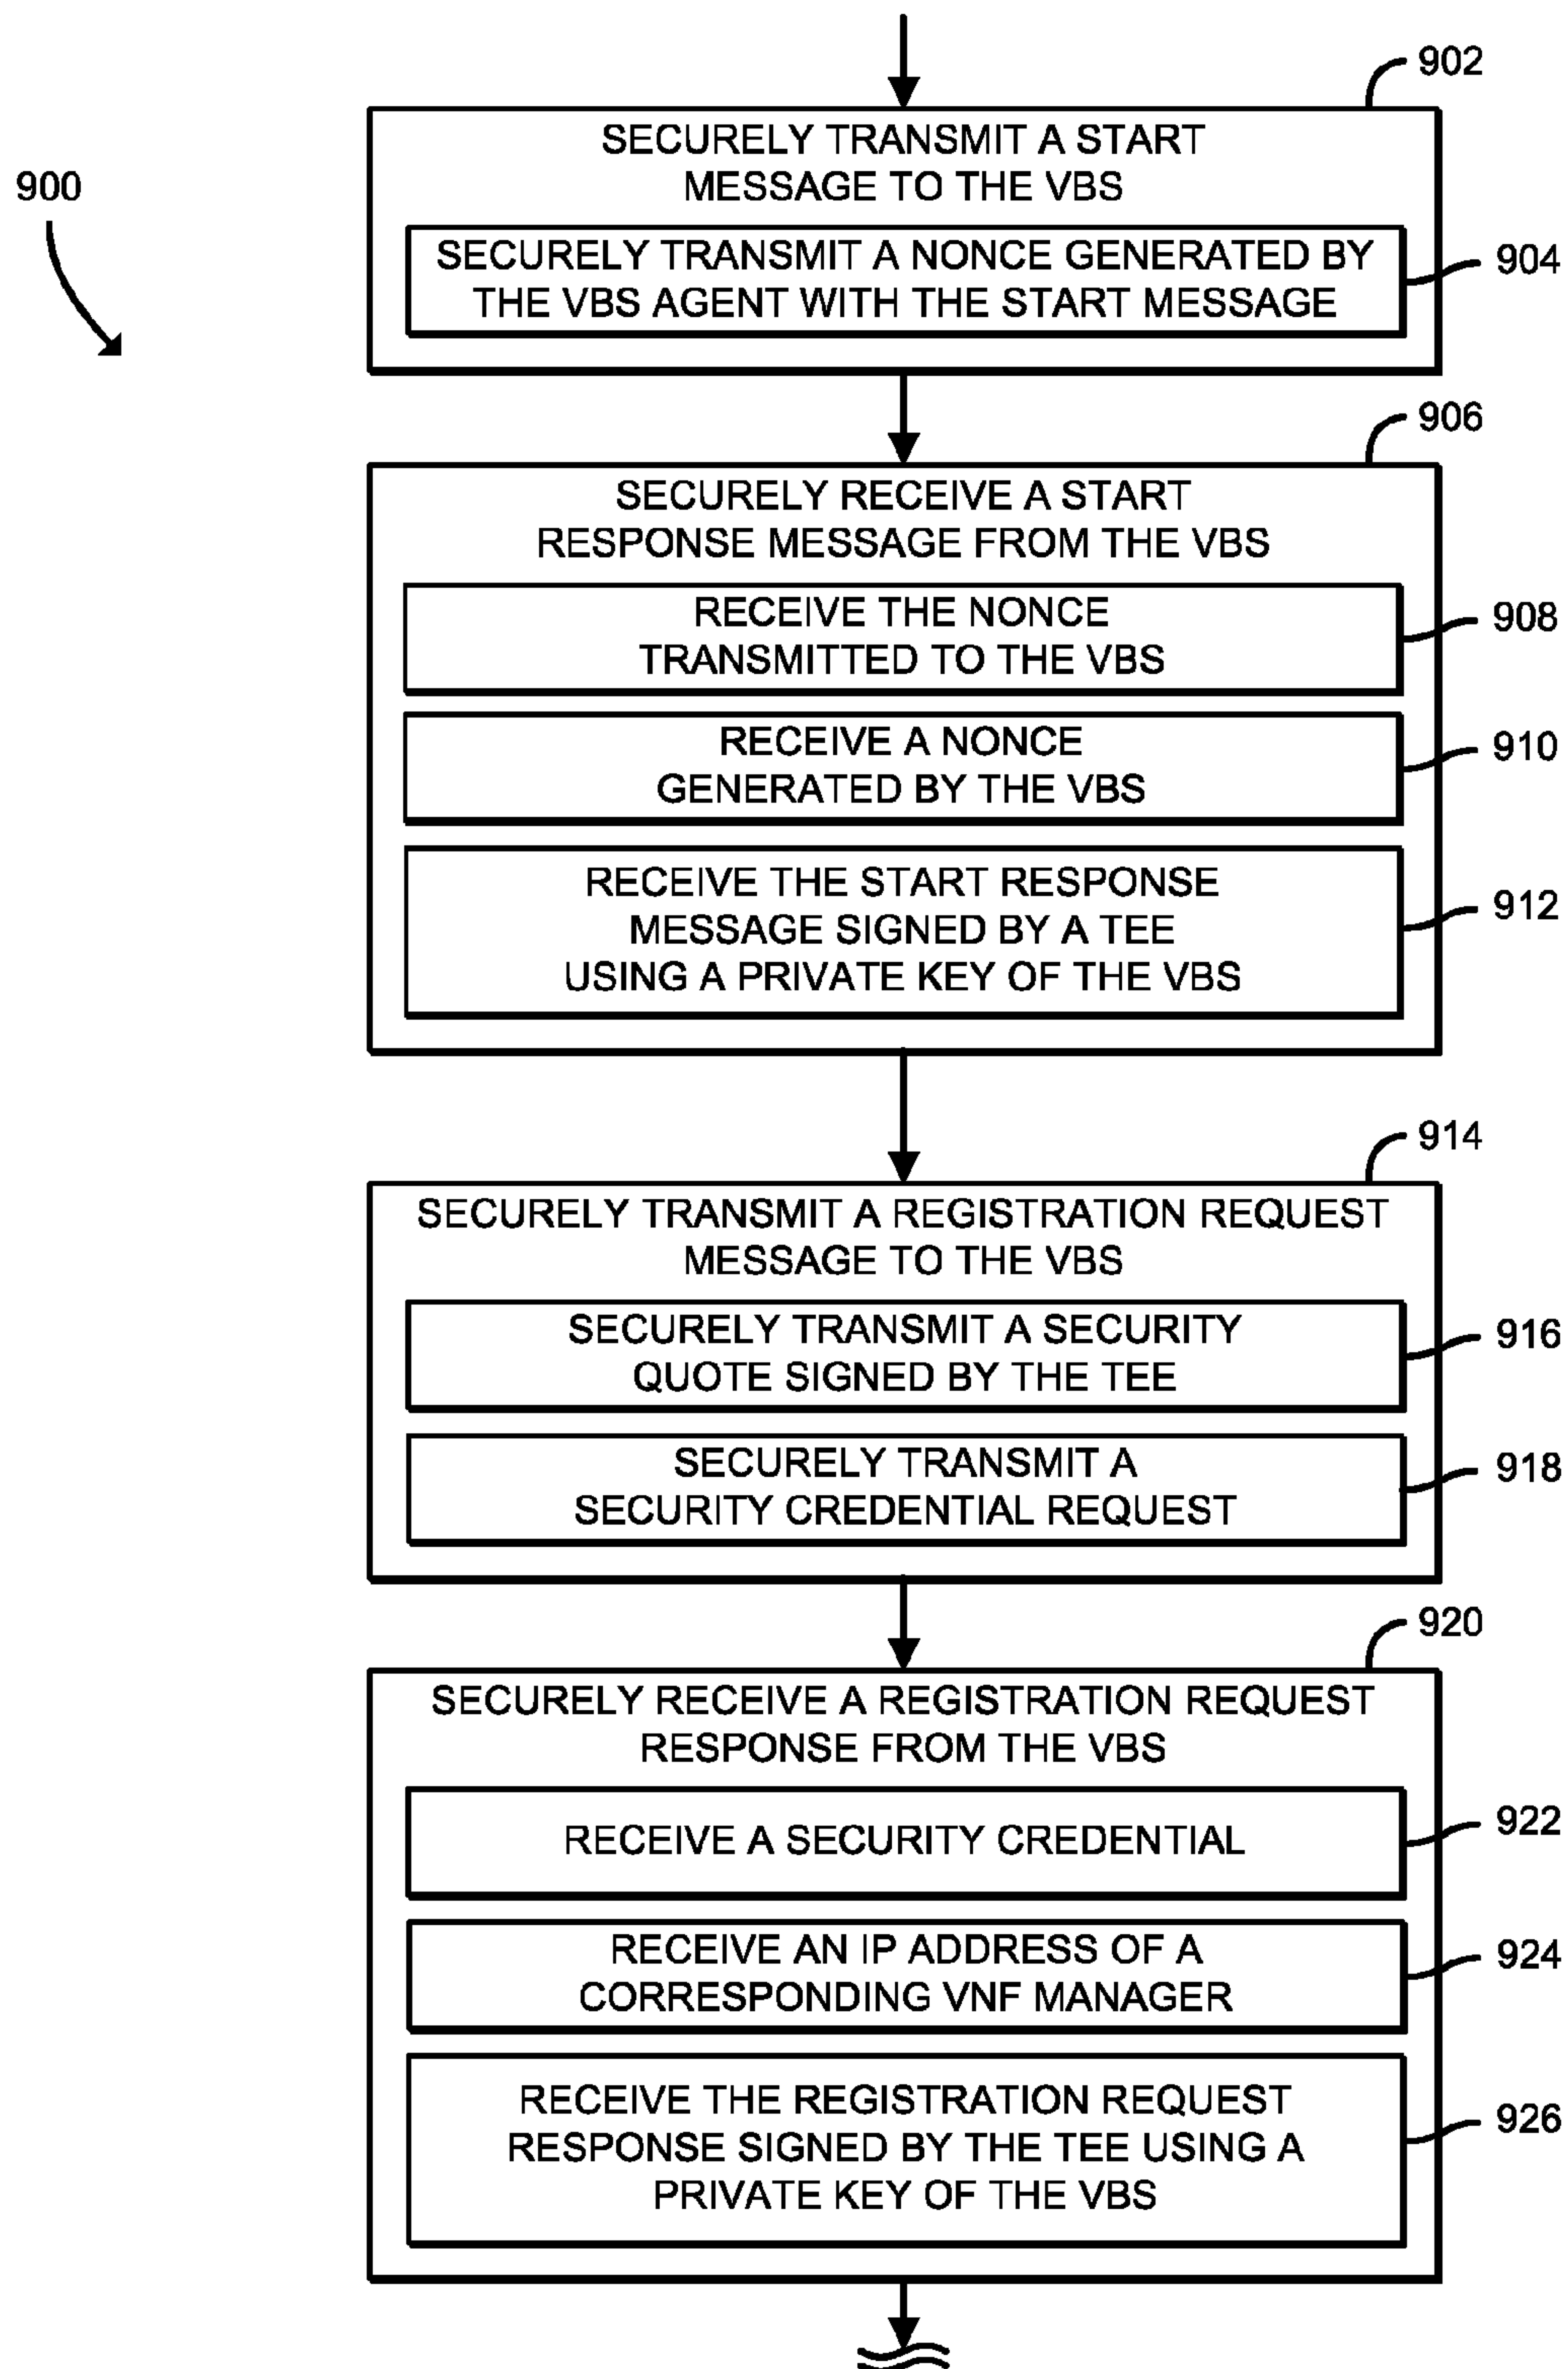 902
SECURELY TRANSMIT A START
MESSAGE TO THE VBS
900
SECURELY TRANSMIT A NONCE GENERATED BY
THE VBS AGENT WITH THE START MESSAGE
904
906
SECURELY RECEIVE A START
RESPONSE MESSAGE FROM THE VBS
RECEIVE THE NONCE
TRANSMITTED TO THE VBS
908
RECEIVE A NONCE
GENERATED BY THE VBS
910
RECEIVE THE START RESPONSE
MESSAGE SIGNED BY A TEE
USING A PRIVATE KEY OF THE VBS
912
914
SECURELY TRANSMIT A REGISTRATION REQUEST
MESSAGE TO THE VBS
SECURELY TRANSMIT A SECURITY
QUOTE SIGNED BY THE TEE
916
SECURELY TRANSMIT A
SECURITY CREDENTIAL REQUEST
918
920
SECURELY RECEIVE A REGISTRATION REQUEST
RESPONSE FROM THE VBS
RECEIVE A SECURITY CREDENTIAL
922
RECEIVE AN IP ADDRESS OF A
CORRESPONDING VNF MANAGER
924
RECEIVE THE REGISTRATION REQUEST
RESPONSE SIGNED BY THE TEE USING A
PRIVATE KEY OF THE VBS
926